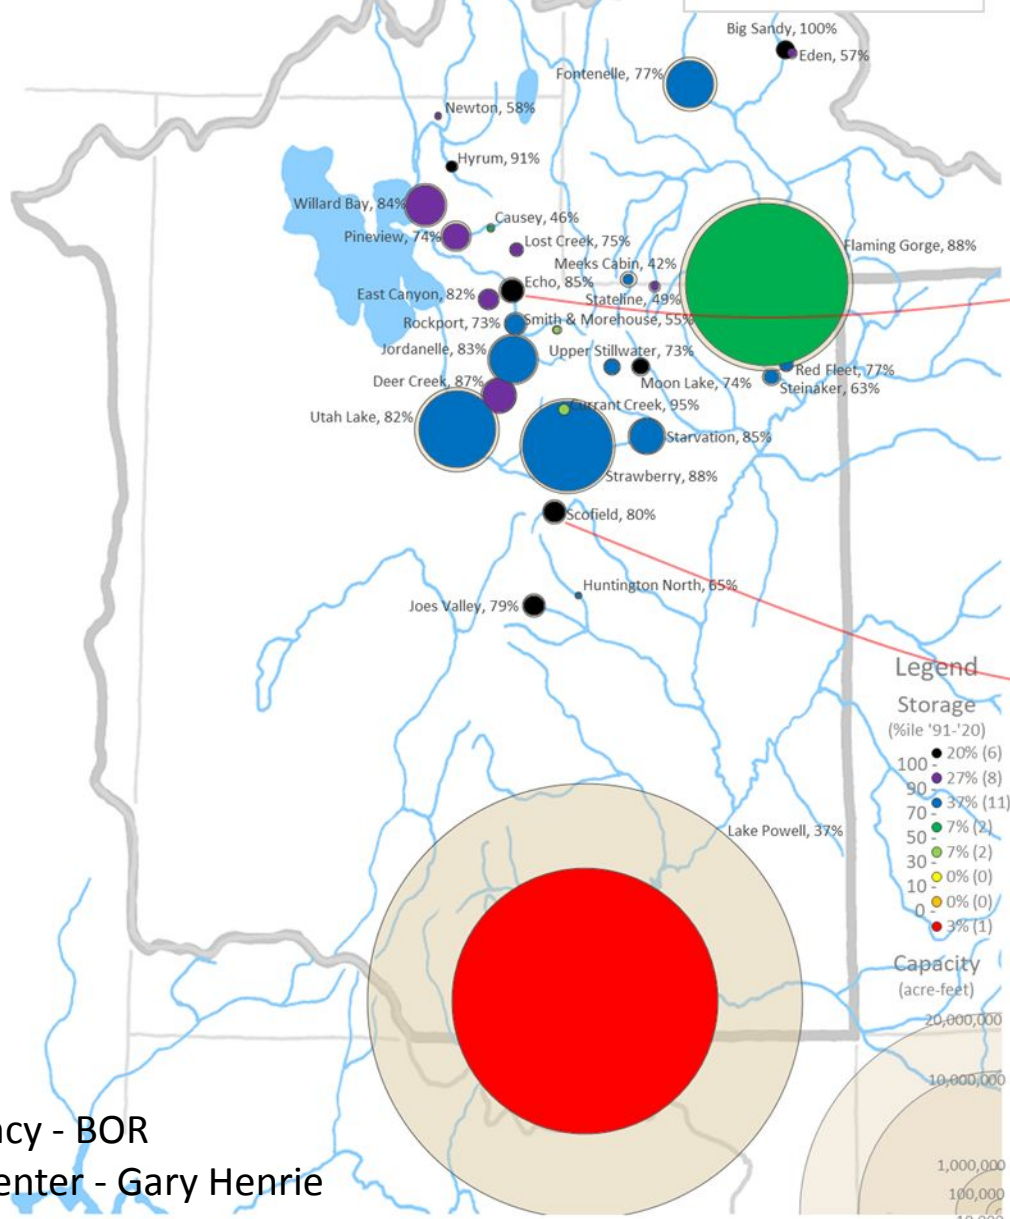 Big Sandy, 100%
Eden, 57%
Fontenelle, 77%
Newton, 58%
Hyrum, 91%
Willard Bay, 84%
Causey, 46%
Pineview, 74%
Lost Creek, 75%
Flaming Gorge, 88%
Meeks Cabin, 42%
Echo, 85%
East Canyon, 82%
Stateline, 49%
Rockport, 73%
Smith & Morehouse, 55%
Jordanelle, 83%
Upper Stillwater, 73%
Red Fleet, 77%
Deer Creek, 87%
Moon Lake, 74%
Steinaker, 63%
Currant Creek, 95%
Utah Lake, 82%
Starvation, 85%
Strawberry, 88%
Scofield, 80%
Huntington North, 65%
Joes Valley, 79%
Legend
Storage
(%ile '91-'20)
20% (6)
100 -
27% (8)
90 -
37% (11)
70 -
7% (2)
50 -
7% (2)
30 -
0% (0)
10 -
0% (0)
0 -
3% (1)
Lake Powell, 37%
Capacity
(acre-feet)
20,000,000
10,000,000
1,000,000
100,000
ncy - BOR
enter - Gary Henrie